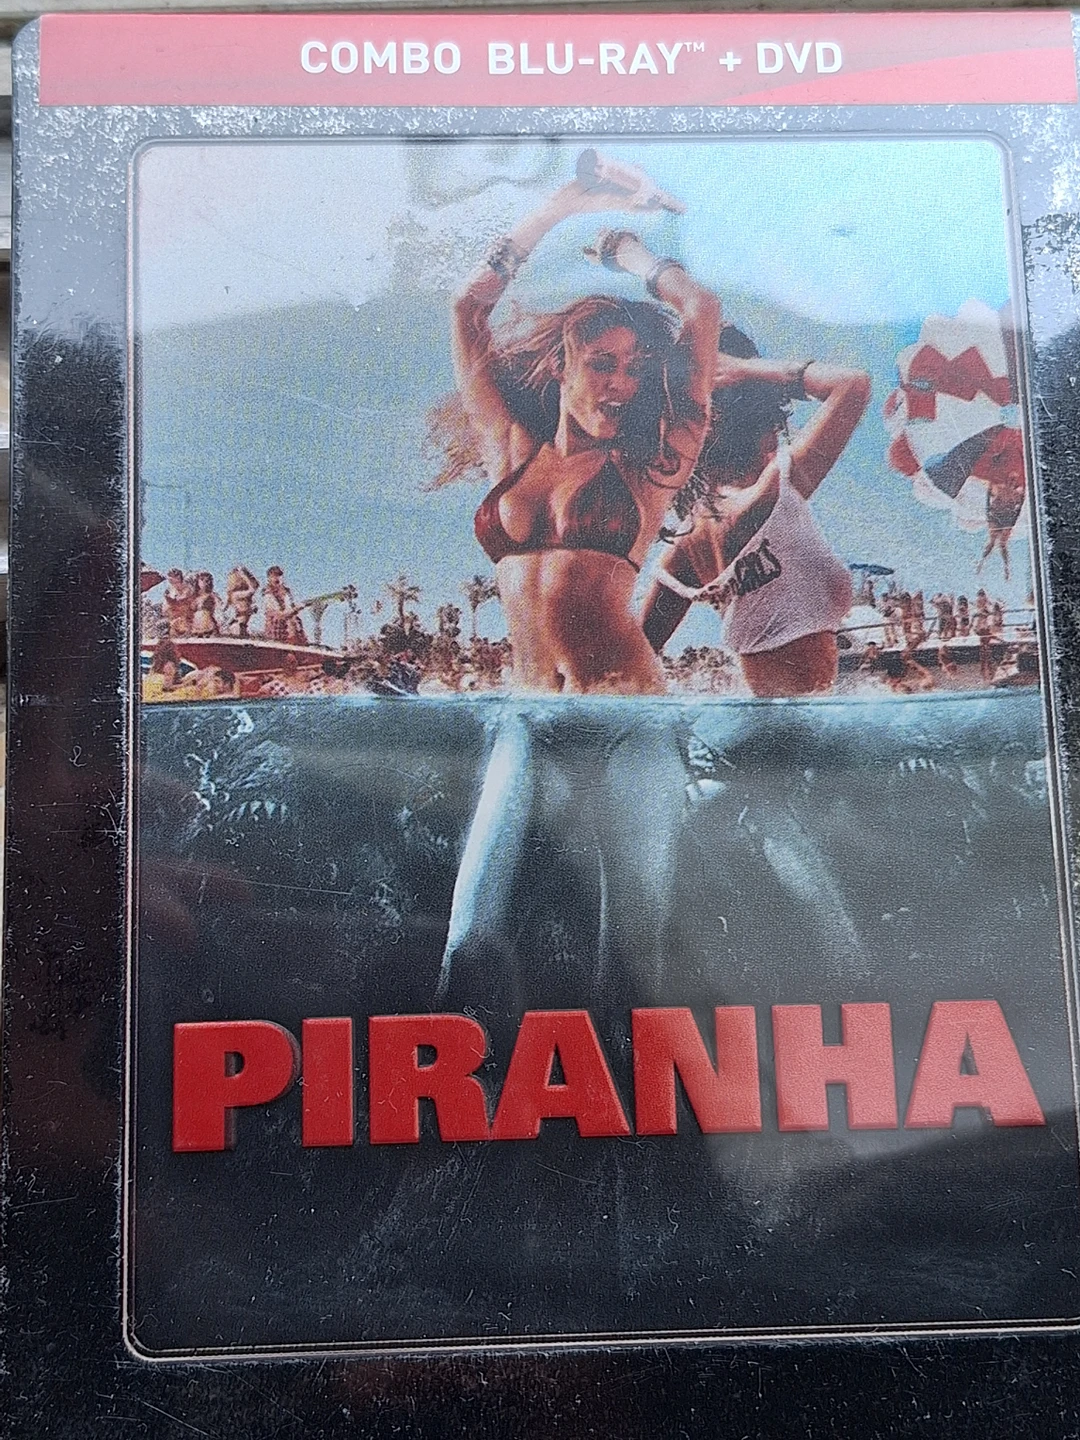 COMBO BLU-RAY™ + DVD
PIRANHA